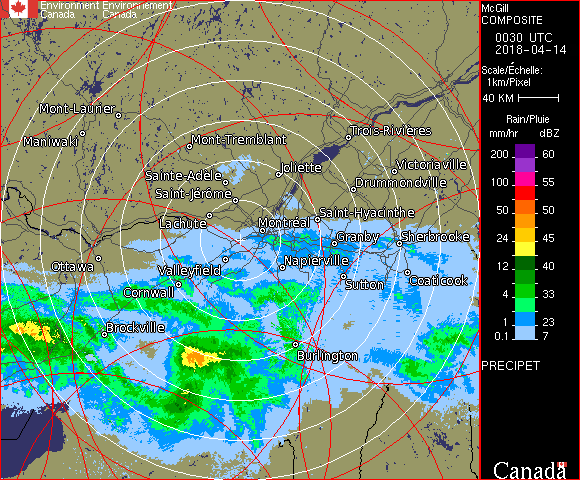 Environment Environnement
Canada Canada
Mont-Laurier
Maniwaki
Mont-Tremblant
Trois-Rivières
Sainte-Adèle
Joliette
Victoriaville
Saint-Jérôme
Drummondville
Lachute
Montréal
Saint-Hyacinthe
Granby
Sherbrooke
Ottawa
Valleyfield
Napierville
Cornwall
Sutton
Coaticook
Brockville
Burlington
McGill
COMPOSITE
0030 UTC
2018-04-14
Scale/Échelle:
1km/Pixel
40 KM
Rain/Pluie
mm/hr dBZ
200 60
100 55
50 50
24 45
12 40
4 33
1 23
0.1 7
PRECIPET
Canada